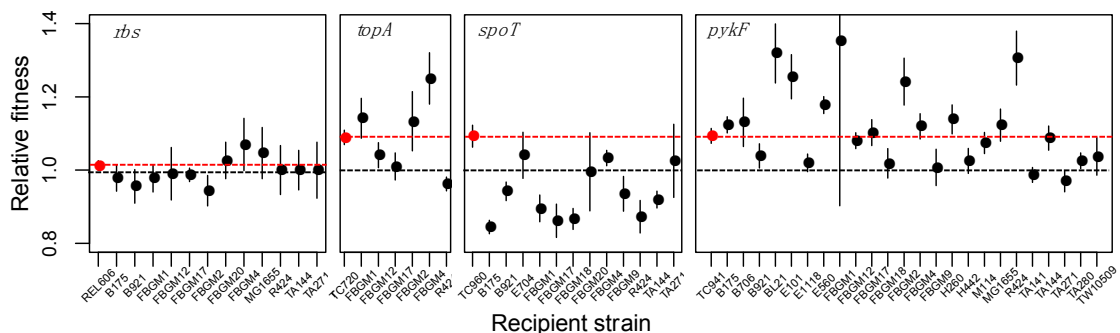 rbs
topA
spoT
pykF
Relative fitness
1.4
1.2
1.0
0.8
REL606 B175 B921 FBGM1 FBGM12 FBGM17 FBGM2 FBGM20 FBGM4 MG1655 R424 TA144 TA271
TC720 FBGM1 FBGM12 FBGM17 FBGM2 FBGM4 R42
TC960 B175 B921 E704 FBGM1 FBGM17 FBGM18 FBGM20 FBGM4 FBGM9 R424 TA144 TA271
TC941 B175 B706 B921 BL21 E101 E1118 E560 FBGM1 FBGM12 FBGM17 FBGM18 FBGM2 FBGM4 FBGM9 H260 H442 M114 MG1655 R424 TA141 TA144 TA271 TA280 TW10509
Recipient strain